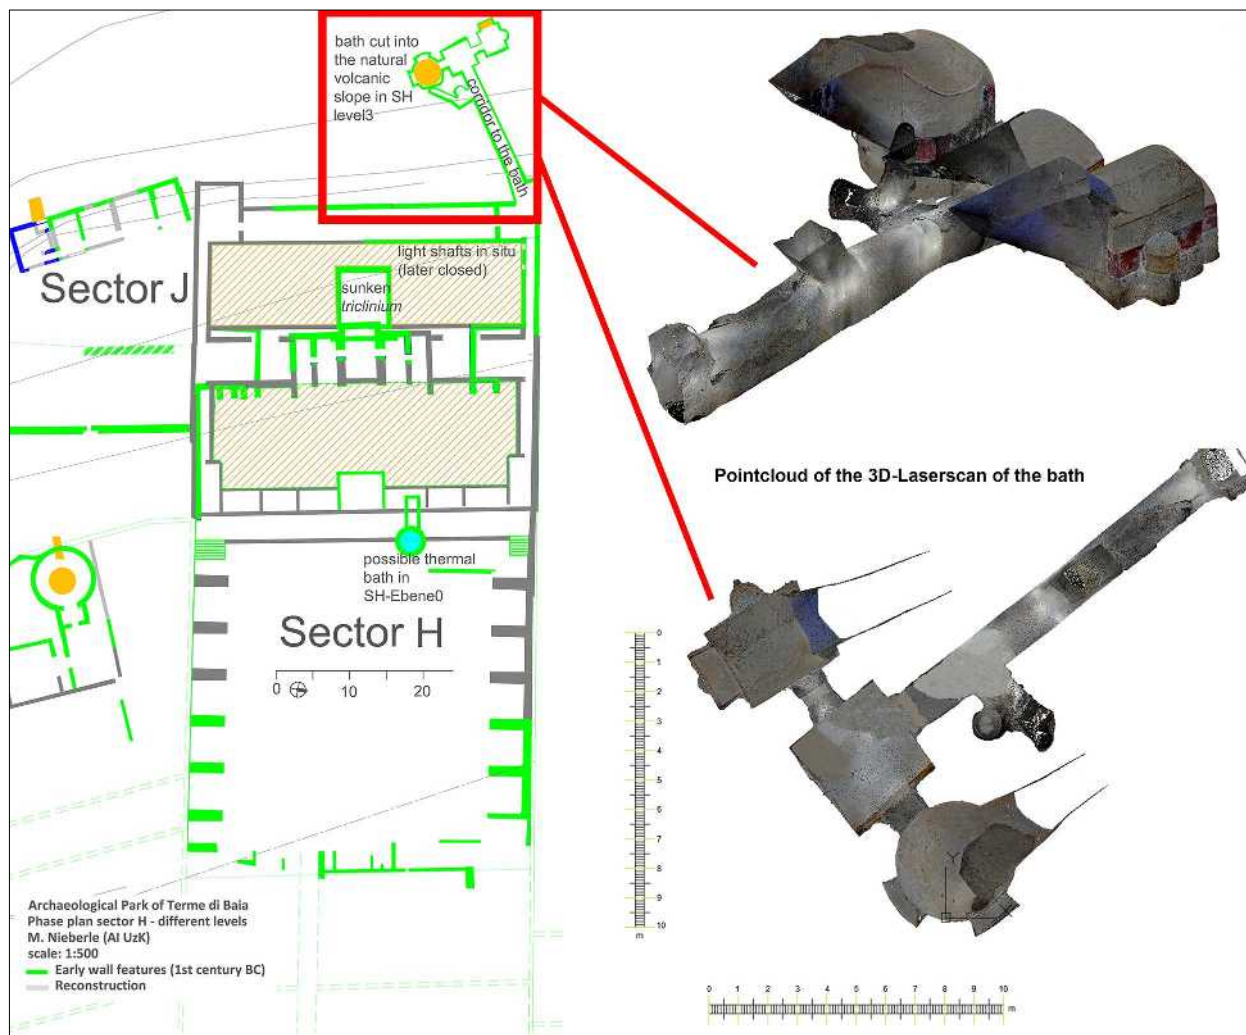 bath cut into
the natural
volcanic
slope in SH
level3
corridor to the bath
light shafts in situ
(later closed)
Sector J
sunken
triclinium
Pointcloud of the 3D-Laserscan of the bath
possible thermal
bath in
SH-Ebene0
Sector H
0 10 20
0
1
2
3
4
5
6
7
8
9
10
m
Archaeological Park of Terme di Baia
Phase plan sector H - different levels
M. Nieberle (AI UzK)
scale: 1:500
Early wall features (1st century BC)
Reconstruction
0 1 2 3 4 5 6 7 8 9 10
m